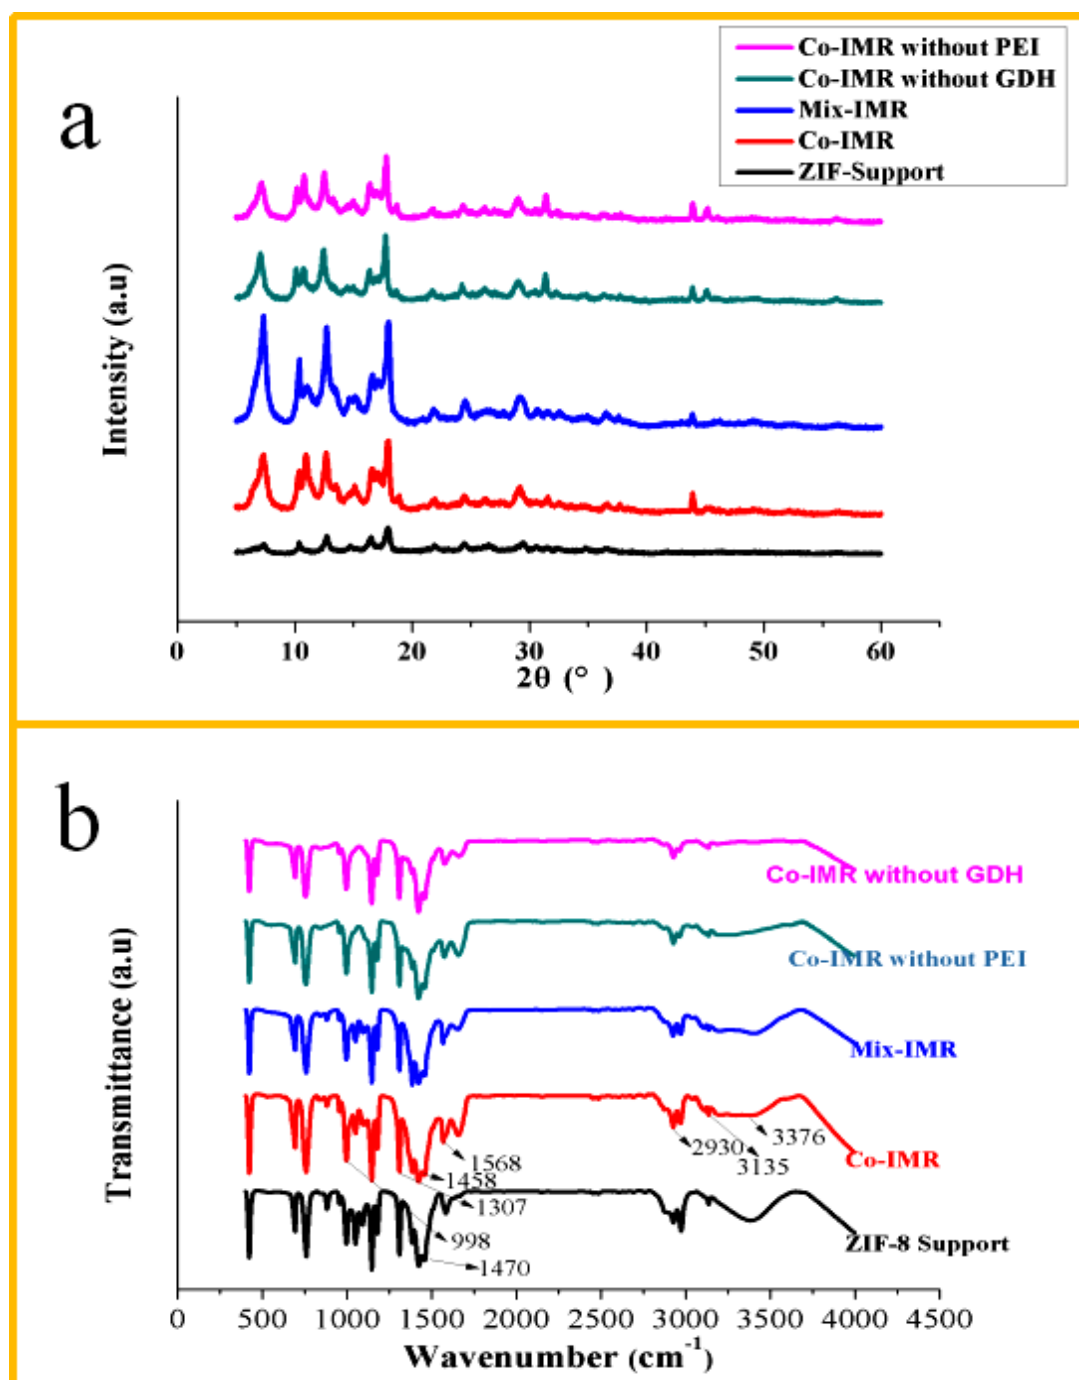 a
Co-IMR without PEI
Co-IMR without GDH
Mix-IMR
Co-IMR
ZIF-Support
Intensity (a.u)
0 10 20 30 40 50 60
2θ (° )
b
Co-IMR without GDH
Co-IMR without PEI
Mix-IMR
Co-IMR
ZIF-8 Support
1568
1458
1307
998
1470
2930
3135
3376
Transmittance (a.u)
0 500 1000 1500 2000 2500 3000 3500 4000 4500
Wavenumber (cm⁻¹)